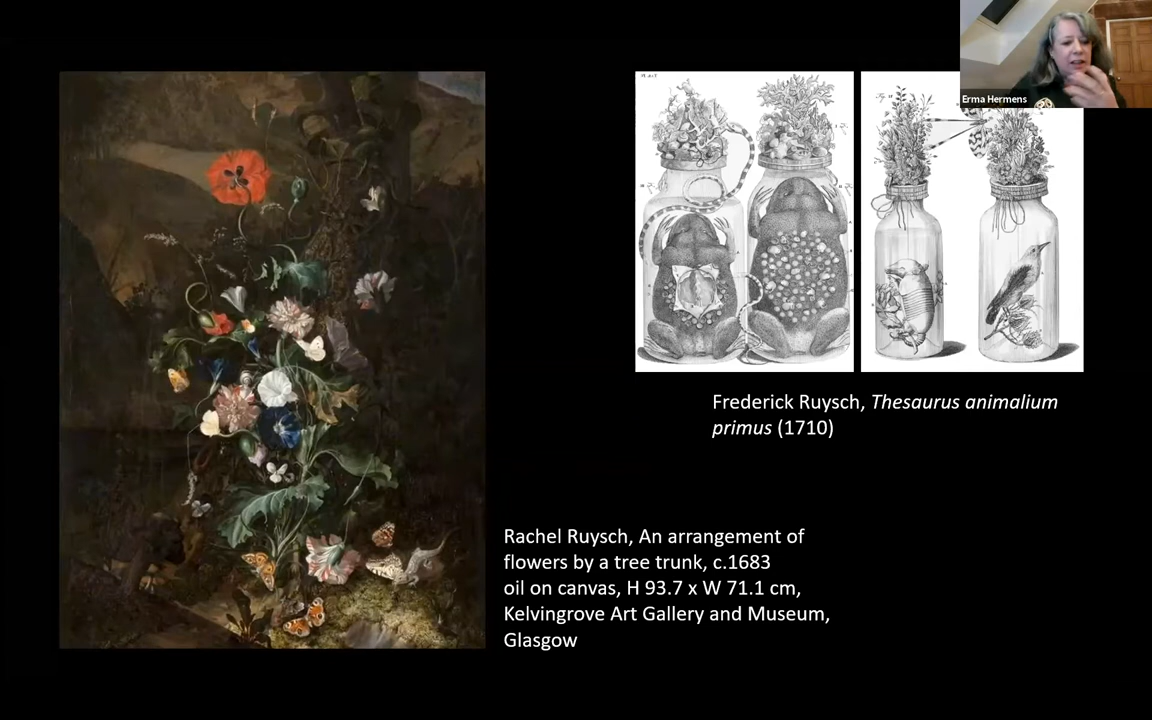 Erma Hermens
Frederick Ruysch, Thesaurus animalium
primus (1710)
Rachel Ruysch, An arrangement of
flowers by a tree trunk, c.1683
oil on canvas, H 93.7 x W 71.1 cm,
Kelvingrove Art Gallery and Museum,
Glasgow